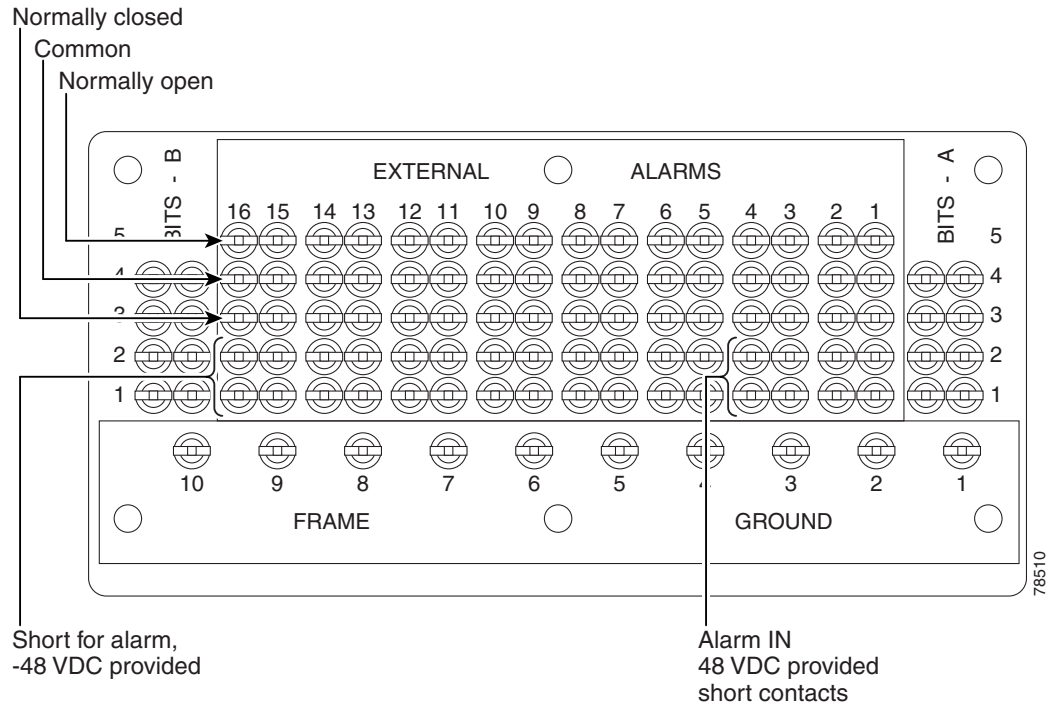 Normally closed
Common
Normally open
BITS - B
EXTERNAL ALARMS
BITS - A
16 15 14 13 12 11 10 9 8 7 6 5 4 3 2 1
5 5
4 4
3 3
2 2
1 1
10 9 8 7 6 5 4 3 2 1
FRAME GROUND
78510
Short for alarm,
-48 VDC provided
Alarm IN
48 VDC provided
short contacts